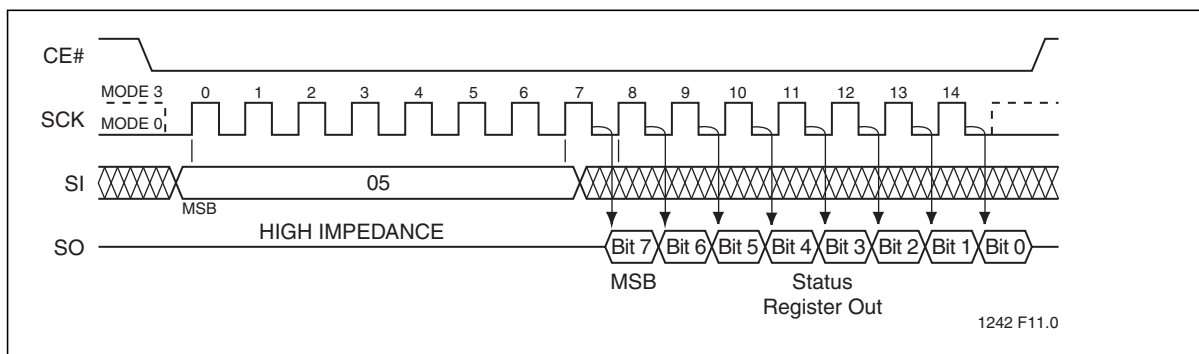 CE#
MODE 3
0 1 2 3 4 5 6 7 8 9 10 11 12 13 14
SCK
MODE 0
SI
05
MSB
HIGH IMPEDANCE
SO
Bit 7 Bit 6 Bit 5 Bit 4 Bit 3 Bit 2 Bit 1 Bit 0
MSB
Status
Register Out
1242 F11.0